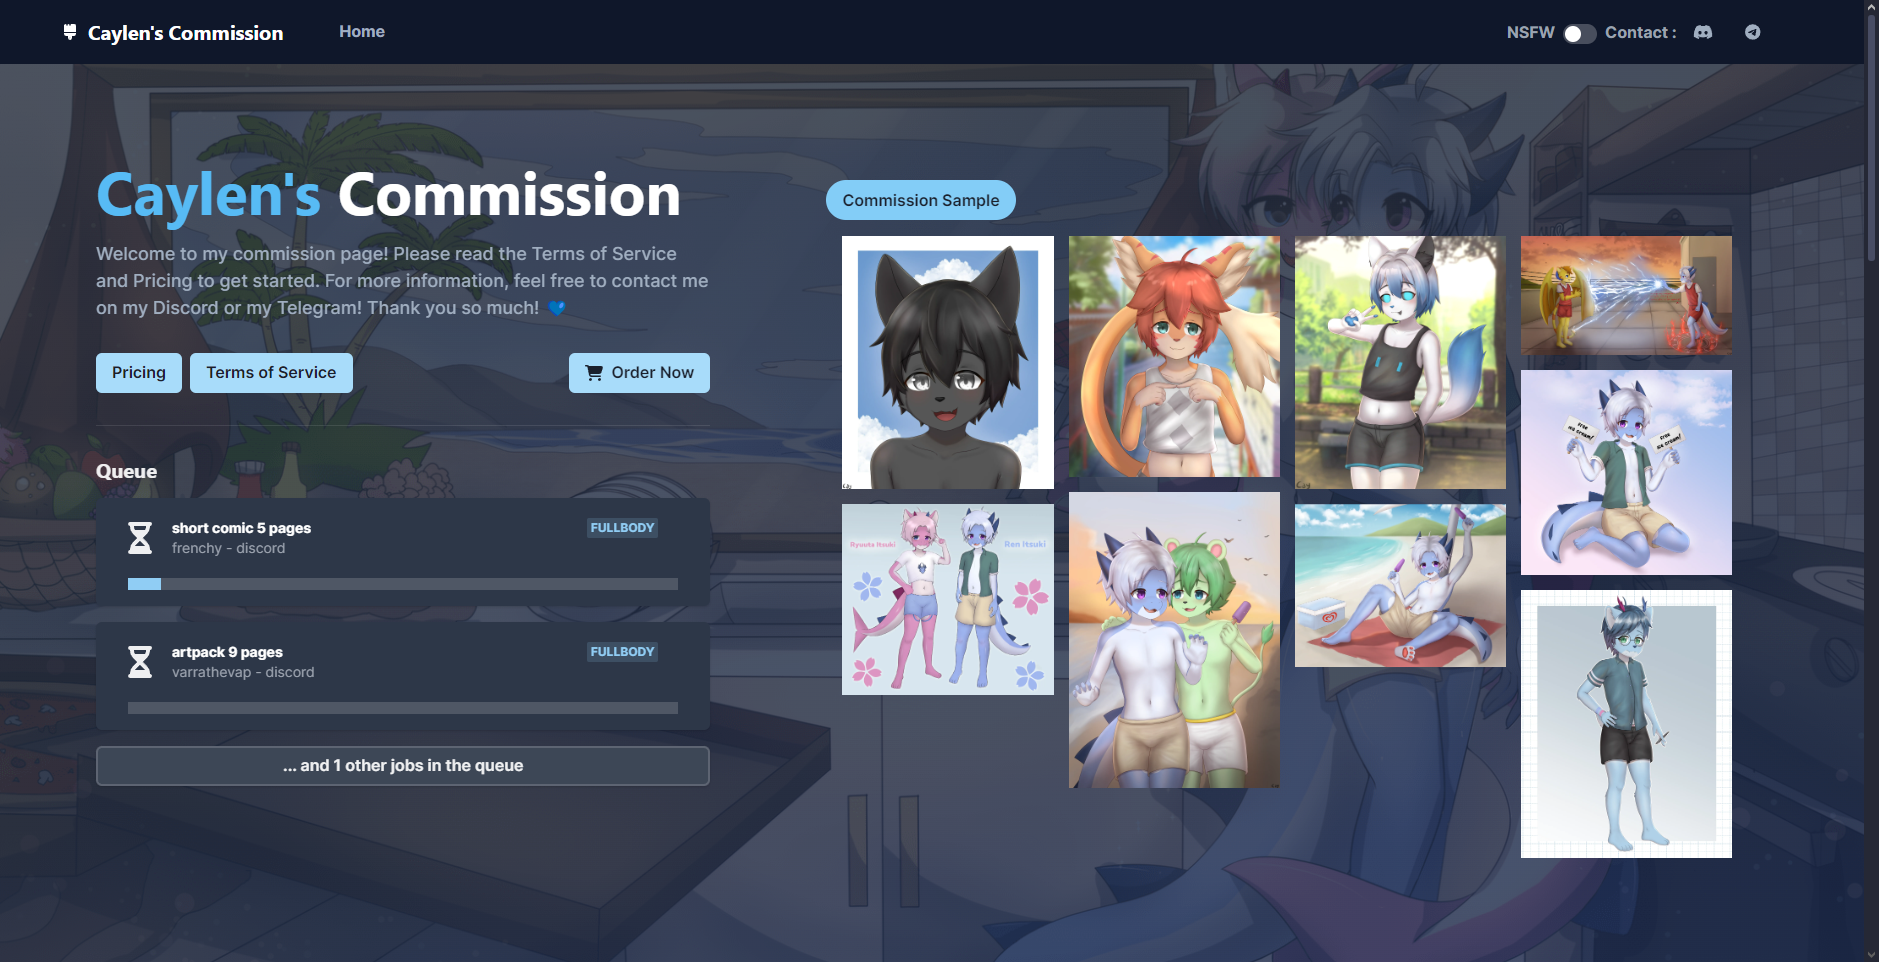 Caylen's Commission
Home
NSFW
Contact :
Caylen's Commission
Welcome to my commission page! Please read the Terms of Service
and Pricing to get started. For more information, feel free to contact me
on my Discord or my Telegram! Thank you so much!
Pricing
Terms of Service
Order Now
Queue
short comic 5 pages
FULLBODY
frenchy - discord
artpack 9 pages
FULLBODY
varrathevap - discord
... and 1 other jobs in the queue
Commission Sample
Free
ice cream!
Free
ice cream!
Ryuuta Itsuki
Ren Itsuki